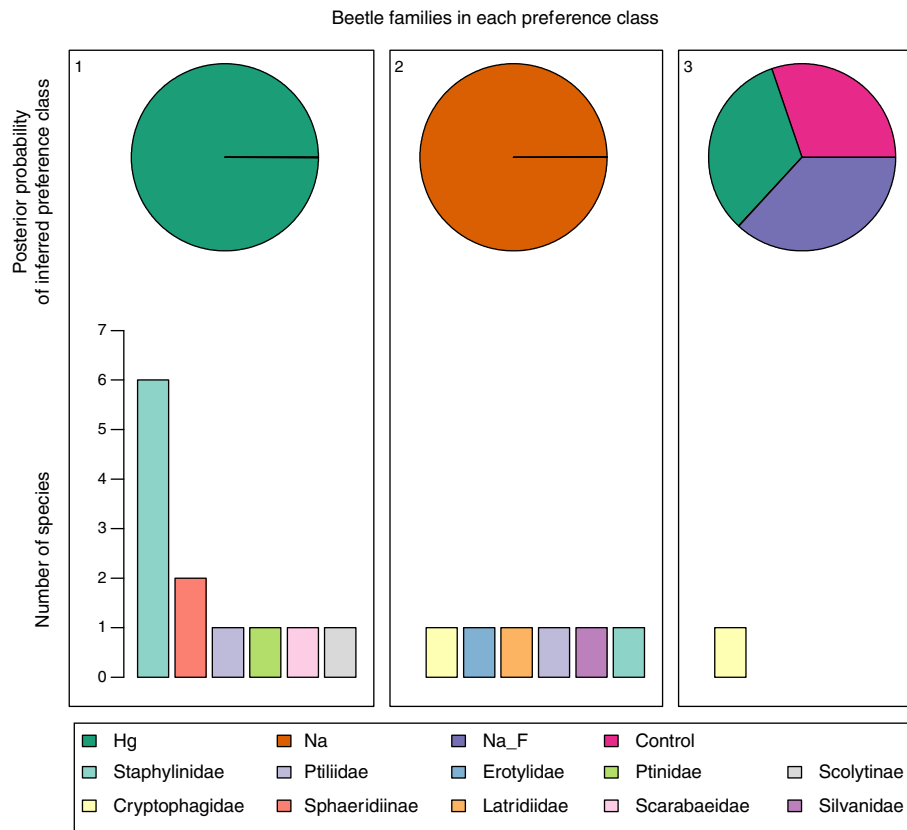 Beetle families in each preference class
1
2
3
Posterior probability
of inferred preference class
Number of species
7
6
5
4
3
2
1
0
Hg Na Na_F Control
Staphylinidae Ptiliidae Erotylidae Ptinidae Scolytinae
Cryptophagidae Sphaeridiinae Latridiidae Scarabaeidae Silvanidae